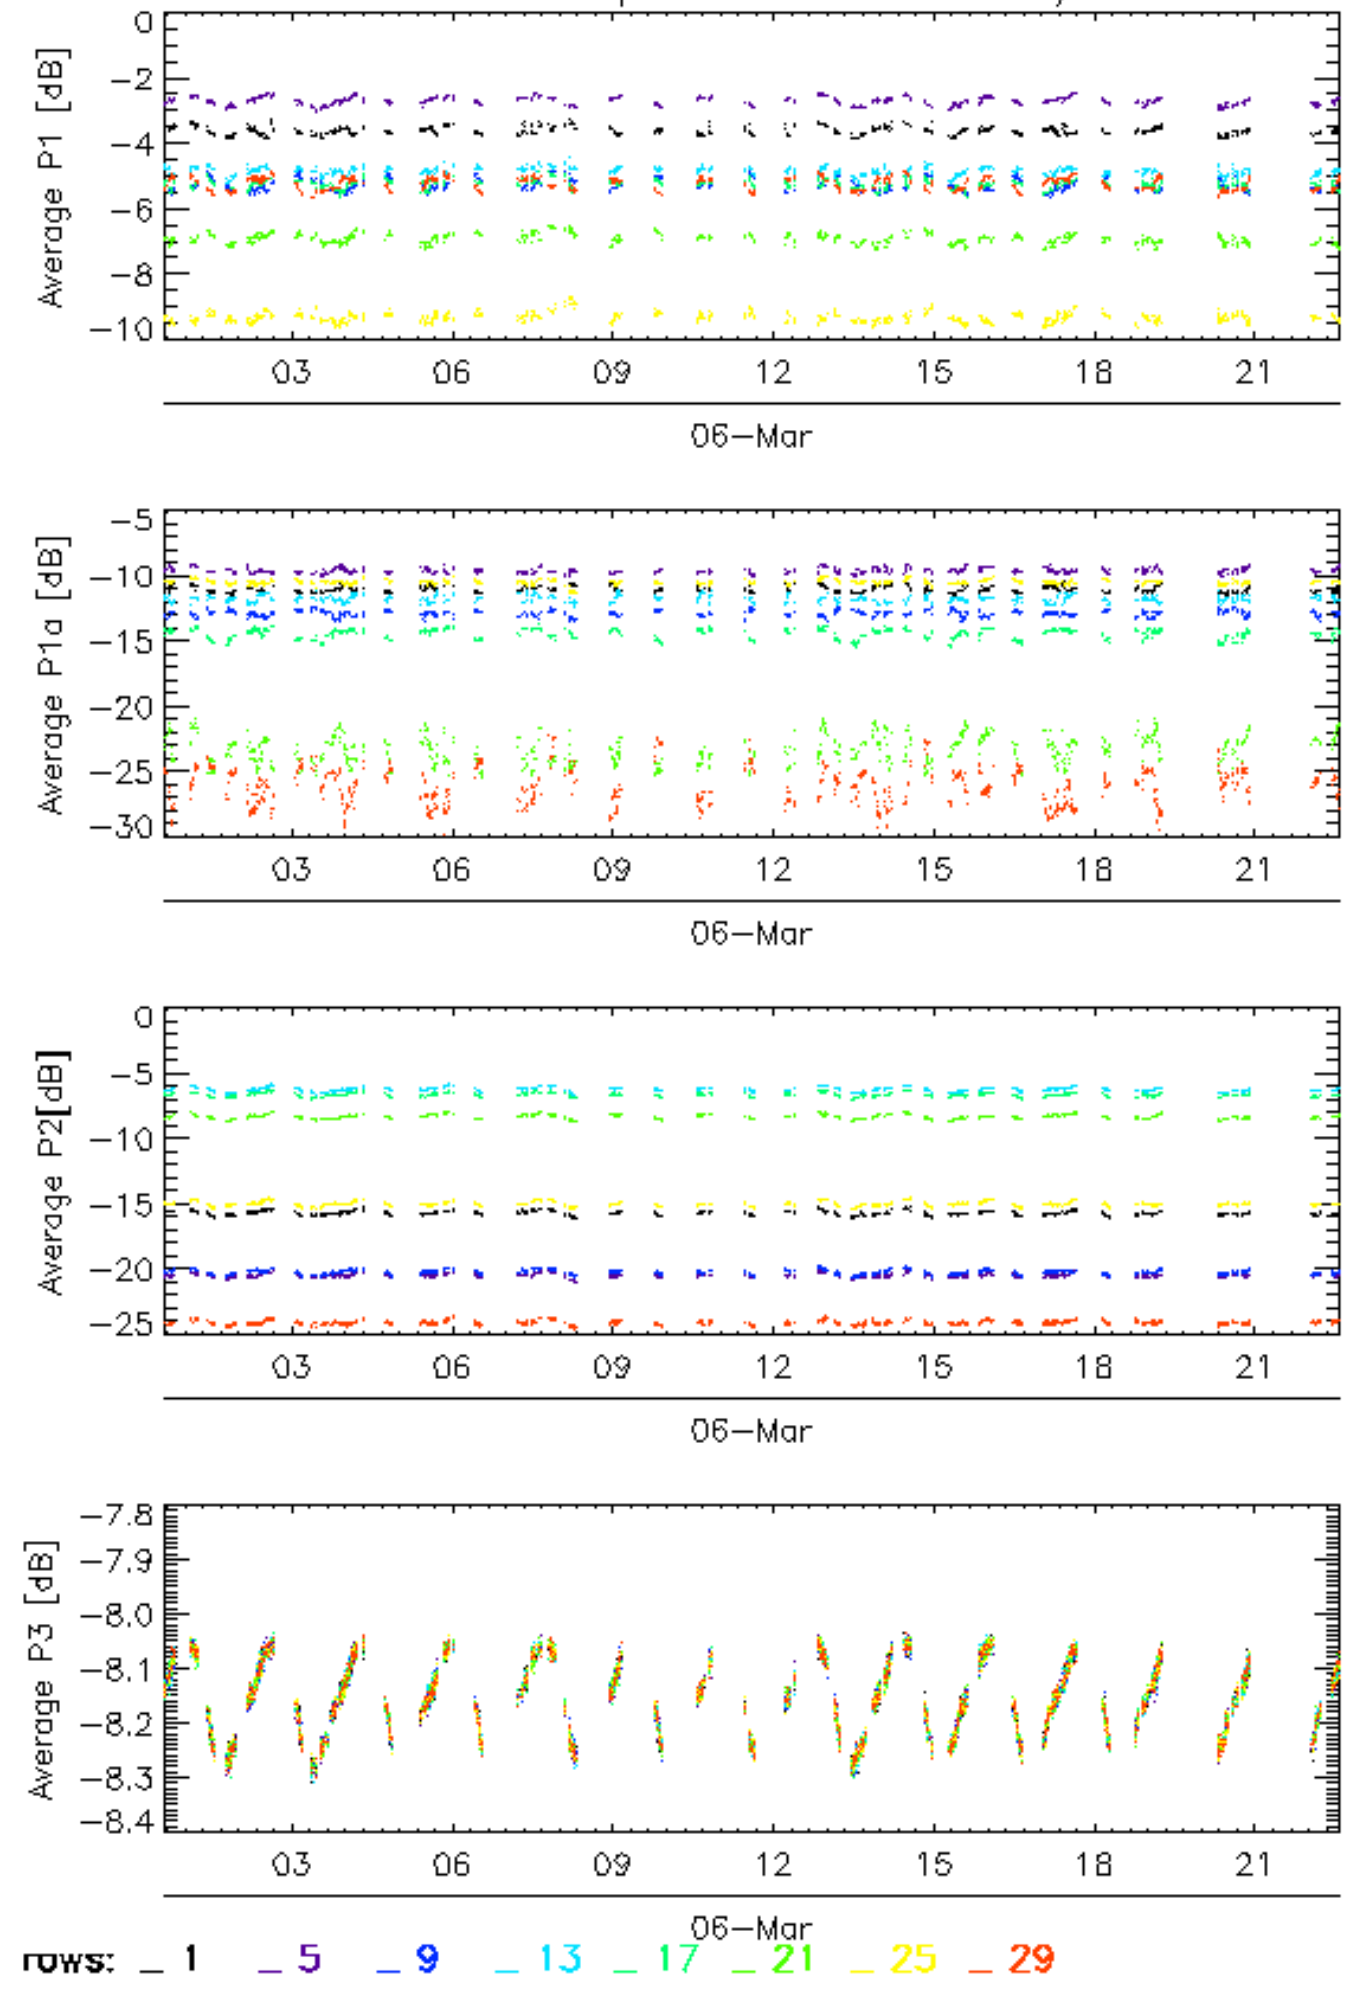 0
−2
−4
−6
−8
−10
Average P1 [dB]
03 06 09 12 15 18 21
06−Mar
−5
−10
−15
−20
−25
−30
Average P1a [dB]
03 06 09 12 15 18 21
06−Mar
0
−5
−10
−15
−20
−25
Average P2[dB]
03 06 09 12 15 18 21
06−Mar
−7.8
−7.9
−8.0
−8.1
−8.2
−8.3
−8.4
Average P3 [dB]
03 06 09 12 15 18 21
06−Mar
rows: _ 1 _ 5 _ 9 _ 13 _ 17 _ 21 _ 25 _ 29